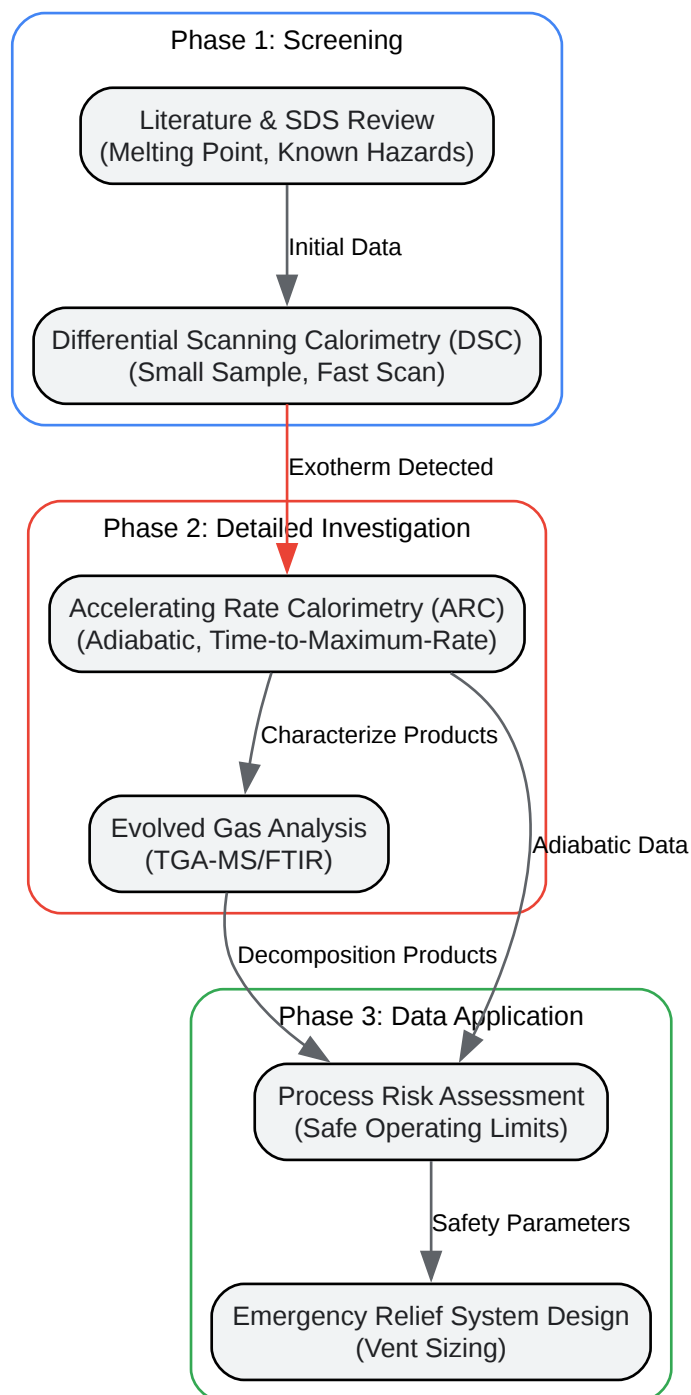 Phase 1: Screening
Literature & SDS Review
(Melting Point, Known Hazards)
Initial Data
Differential Scanning Calorimetry (DSC)
(Small Sample, Fast Scan)
Exotherm Detected
Phase 2: Detailed Investigation
Accelerating Rate Calorimetry (ARC)
(Adiabatic, Time-to-Maximum-Rate)
Characterize Products
Evolved Gas Analysis
(TGA-MS/FTIR)
Adiabatic Data
Decomposition Products
Phase 3: Data Application
Process Risk Assessment
(Safe Operating Limits)
Safety Parameters
Emergency Relief System Design
(Vent Sizing)